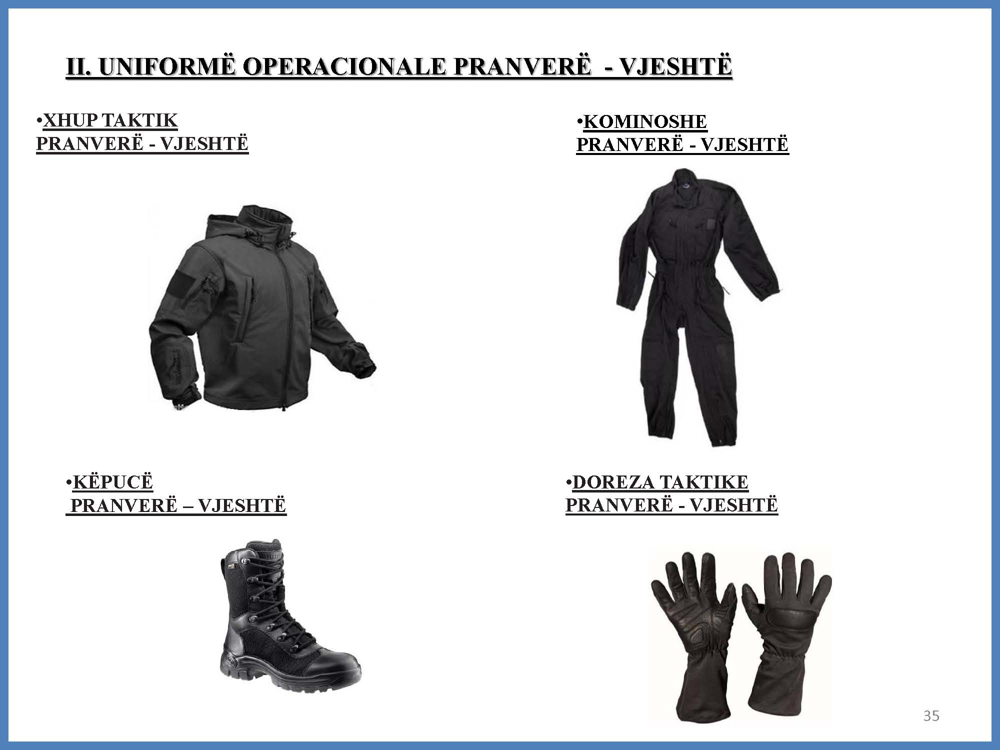 II. UNIFORMË OPERACIONALE PRANVERË - VJESHTË
•XHUP TAKTIK
PRANVERË - VJESHTË
•KOMINOSHE
PRANVERË - VJESHTË
•KËPUCË
PRANVERË – VJESHTË
•DOREZA TAKTIKE
PRANVERË - VJESHTË
35